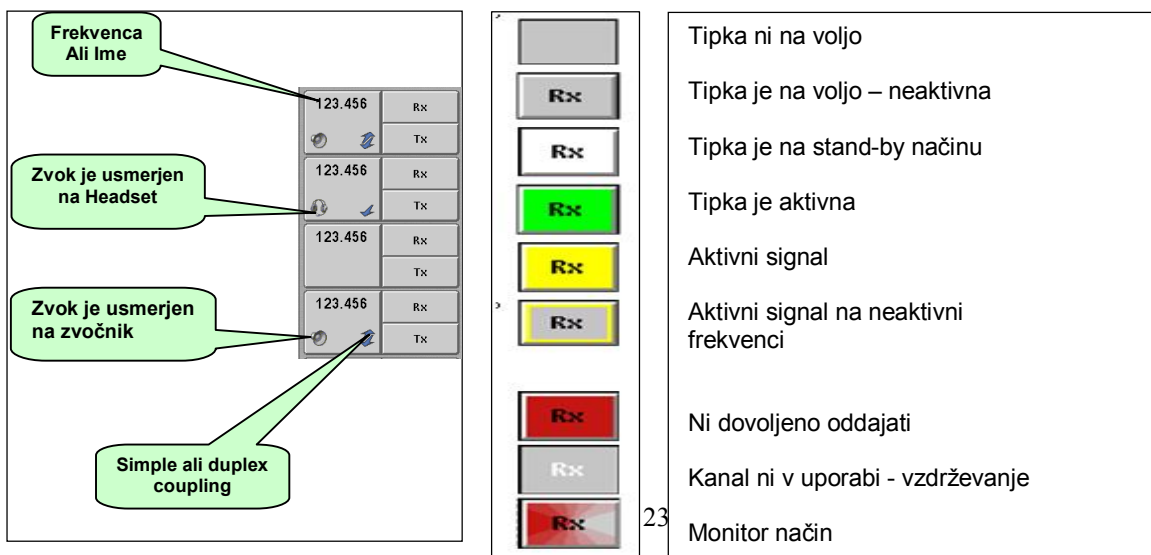 Frekvenca
Ali Ime
Zvok je usmerjen
na Headset
Zvok je usmerjen
na zvočnik
Simple ali duplex
coupling
123.456
Rx
Tx
123.456
Rx
Tx
123.456
Rx
Tx
123.456
Rx
Tx
Tipka ni na voljo
Rx
Tipka je na voljo – neaktivna
Rx
Tipka je na stand-by načinu
Rx
Tipka je aktivna
Rx
Aktivni signal
Rx
Aktivni signal na neaktivni
frekvenci
Rx
Ni dovoljeno oddajati
Rx
Kanal ni v uporabi - vzdrževanje
Rx
Monitor način
23